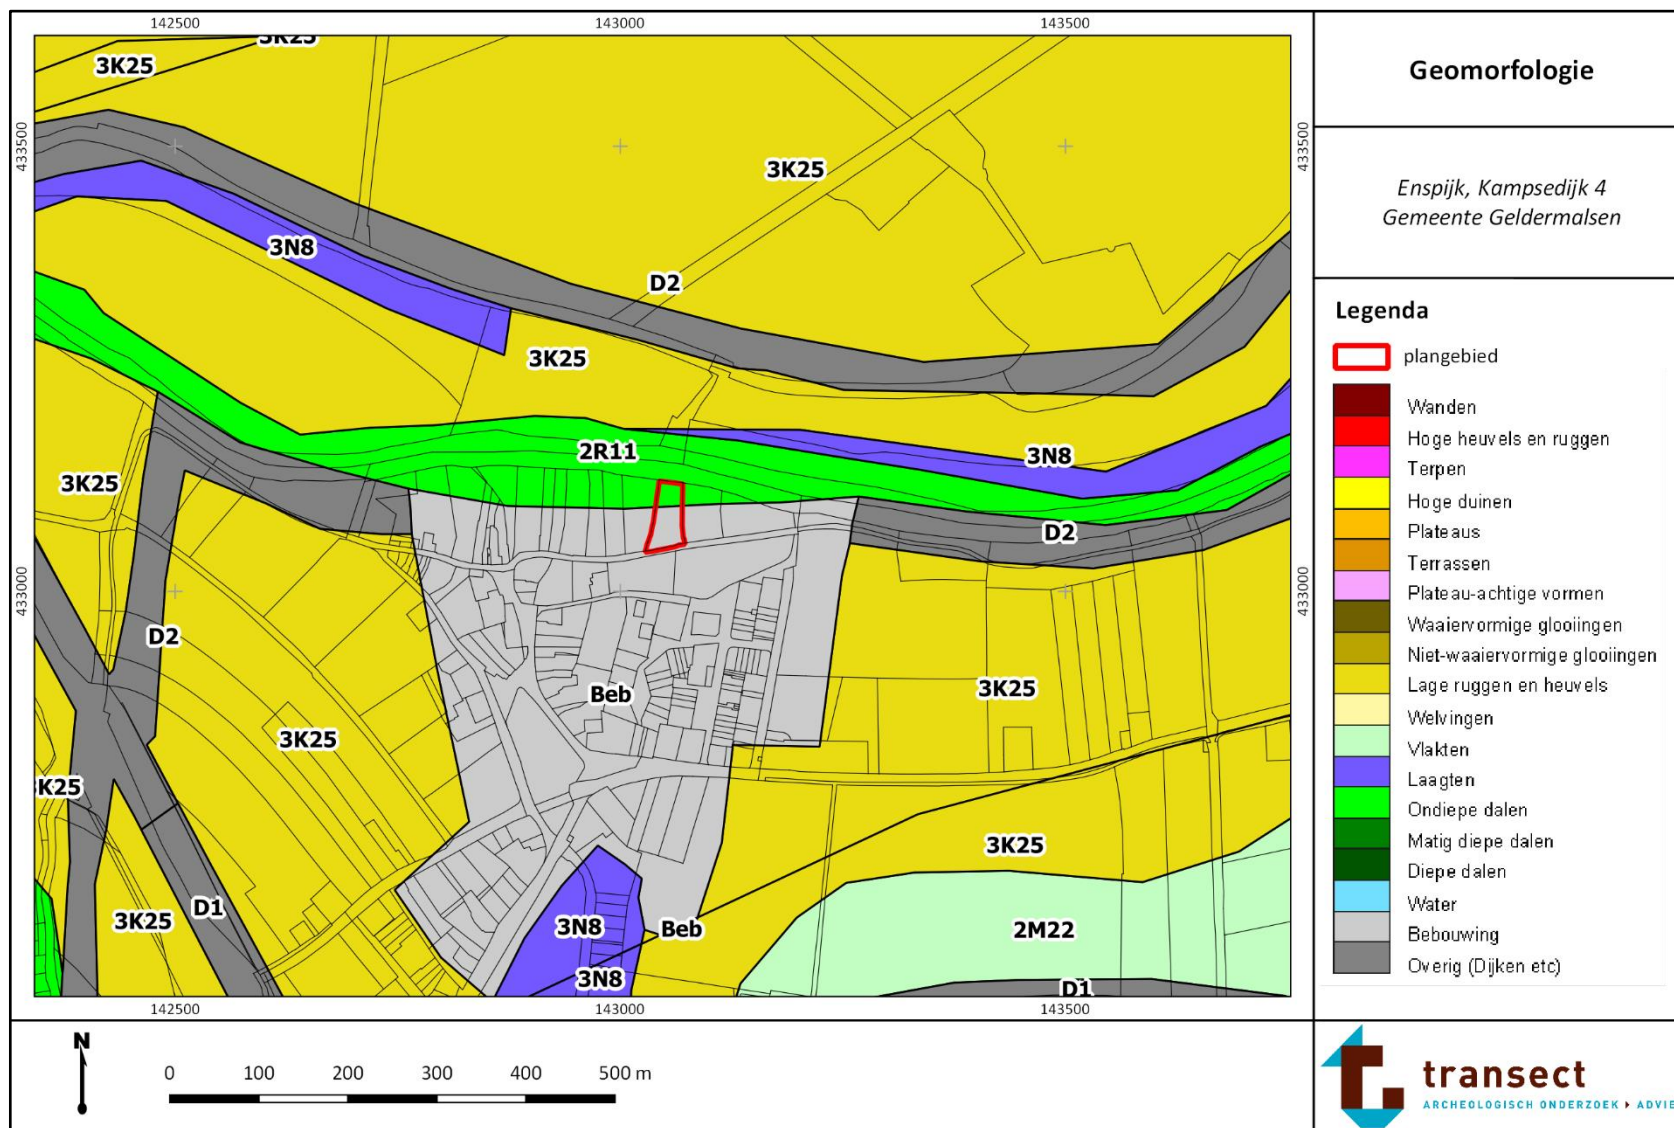 142500 143000 143500
3K25
3K25
433500 433500
3K25
3N8
D2
3K25
2R11
3N8
3K25
D2
433000 433000
D2
3K25
Beb
3K25
3K25
3K25
3K25
D1
3N8
Beb
2M22
3N8
D1
142500 143000 143500
N
0 100 200 300 400 500 m
Geomorfologie
Enspijk, Kampsedijk 4
Gemeente Geldermalsen
Legenda
plangebied
Wanden
Hoge heuvels en ruggen
Terpen
Hoge duinen
Plateaus
Terrassen
Plateau-achtige vormen
Waaiervormige glooiingen
Niet-waaiervormige glooiingen
Lage ruggen en heuvels
Welvingen
Vlakten
Laagten
Ondiepe dalen
Matig diepe dalen
Diepe dalen
Water
Bebouwing
Overig (Dijken etc)
transect
ARCHEOLOGISCH ONDERZOEK ADVIE